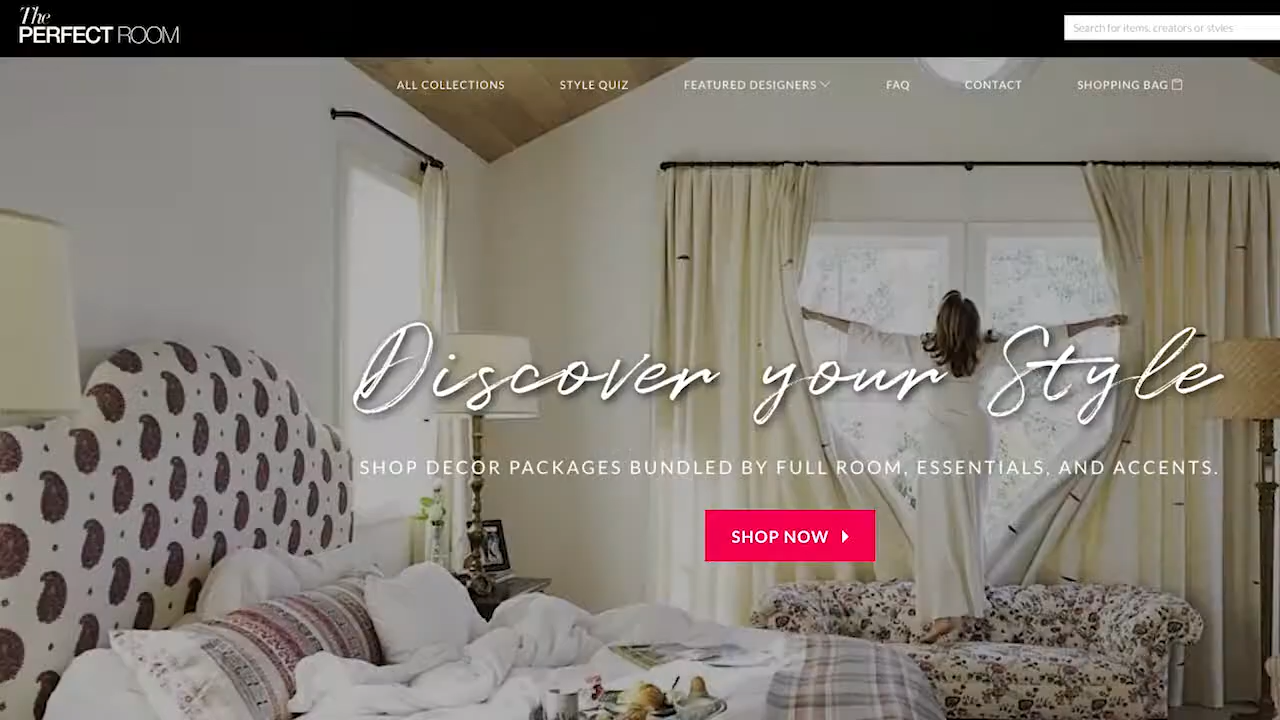 The
PERFECT ROOM
Search for items, creators or styles
ALL COLLECTIONS STYLE QUIZ FEATURED DESIGNERS FAQ CONTACT SHOPPING BAG
Discover your Style
SHOP DECOR PACKAGES BUNDLED BY FULL ROOM, ESSENTIALS, AND ACCENTS.
SHOP NOW